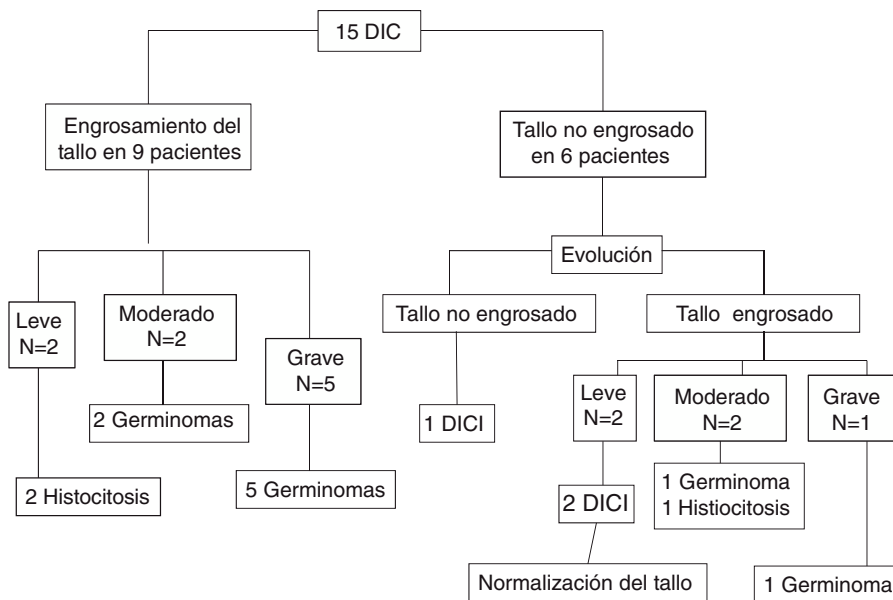 15 DIC
Engrosamiento del
tallo en 9 pacientes
Tallo no engrosado
en 6 pacientes
Evolución
Leve
N=2
Moderado
N=2
Grave
N=5
2 Histocitosis
2 Germinomas
5 Germinomas
Tallo no engrosado
Tallo engrosado
1 DICI
Leve
N=2
Moderado
N=2
Grave
N=1
2 DICI
1 Germinoma
1 Histiocitosis
Normalización del tallo
1 Germinoma